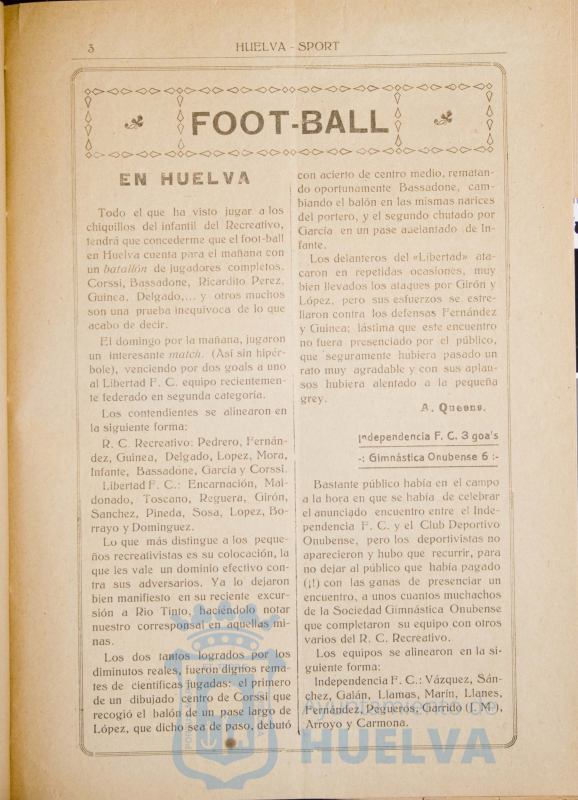 3
HUELVA - SPORT
FOOT-BALL
EN HUELVA
Todo el que ha visto jugar a los
chiquillos del infantil del Recreativo,
tendrá que concederme que el foot-ball
en Huelva cuenta para el mañana con
un batallón de jugadores completos.
Corssi, Bassadone, Ricardito Perez,
Guinea, Delgado,... y otros muchos
son una prueba inequívoca de lo que
acabo de decir.
El domingo por la mañana, jugaron
un interesante match. (Así sin hipér-
bole), venciendo por dos goals a uno
al Libertad F. C. equipo recientemen-
te federado en segunda categoría.
Los contendientes se alinearon en
la siguiente forma:
R. C. Recreativo: Pedrero, Fernán-
dez, Guinea, Delgado, Lopez, Mora,
Infante, Bassadone, García y Corssi.
Libertad F. C.: Encarnación, Mal-
donado, Toscano, Reguera, Girón,
Sanchez, Pineda, Sosa, Lopez, Bo-
rrayo y Dominguez.
Lo que más distingue a los peque-
ños recreativistas es su colocación, la
que les vale un dominio efectivo con-
tra sus adversarios. Ya lo dejaron
bien manifiesto en su reciente excur-
sión a Rio Tinto, haciéndolo notar
nuestro corresponsal en aquellas mi-
nas.
Los dos tantos logrados por los
diminutos reales, fueron dignos rema-
tes de científicas jugadas: el primero
de un dibujado centro de Corssi que
recogió el balón de un pase largo de
López, que dicho sea de paso, debutó
con acierto de centro medio, rematan-
do oportunamente Bassadone, cam-
biando el balón en las mismas narices
del portero, y el segundo chutado por
García en un pase adelantado de In-
fante.
Los delanteros del «Libertad» ata-
caron en repetidas ocasiones, muy
bien llevados los ataques por Girón y
López, pero sus esfuerzos se estre-
llaron contra los defensas Fernández
y Guinea; lástima que este encuentro
no fuera presenciado por el público,
que seguramente hubiera pasado un
rato muy agradable y con sus aplau-
sos hubiera alentado a la pequeña
grey.
A. Queens.
Independencia F. C. 3 goa's
-: Gimnástica Onubense 6 :-
Bastante público había en el campo
a la hora en que se había de celebrar
el anunciado encuentro entre el Inde-
pendencia F. C. y el Club Deportivo
Onubense, pero los deportivistas no
aparecieron y hubo que recurrir, para
no dejar al público que había pagado
(¡!) con las ganas de presenciar un
encuentro, a unos cuantos muchachos
de la Sociedad Gimnástica Onubense
que completaron su equipo con otros
varios del R. C. Recreativo.
Los equipos se alinearon en la si-
guiente forma:
Independencia F. C.: Vázquez, Sán-
chez, Galán, Llamas, Marín, Llanes,
Fernández, Pegueros, Garrido (J. M.),
Arroyo y Carmona.
Ayuntamiento de
HUELVA